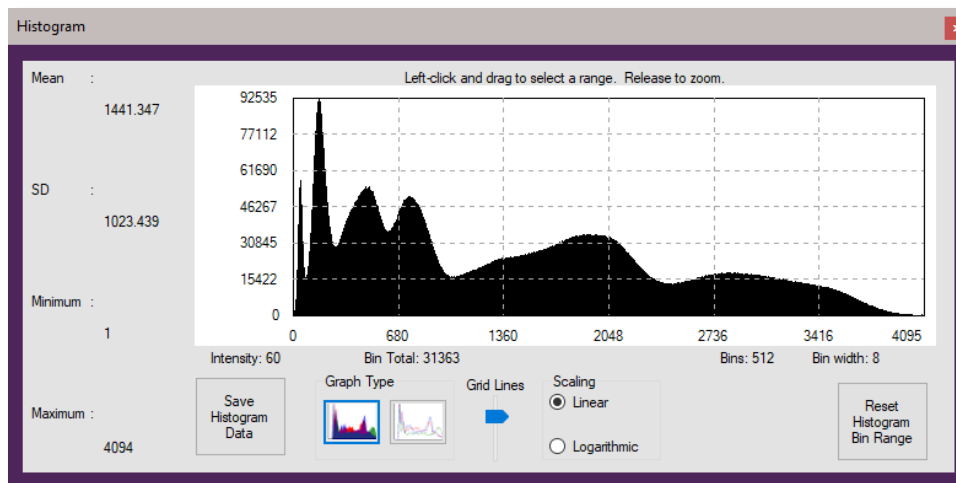 Histogram
Mean :
1441.347
SD :
1023.439
Minimum :
1
Maximum :
4094
Left-click and drag to select a range. Release to zoom.
92535
77112
61690
46267
30845
15422
0
0 680 1360 2048 2736 3416 4095
Intensity: 60 Bin Total: 31363 Bins: 512 Bin width: 8
Save
Histogram
Data
Graph Type
Grid Lines
Scaling
Linear
Logarithmic
Reset
Histogram
Bin Range